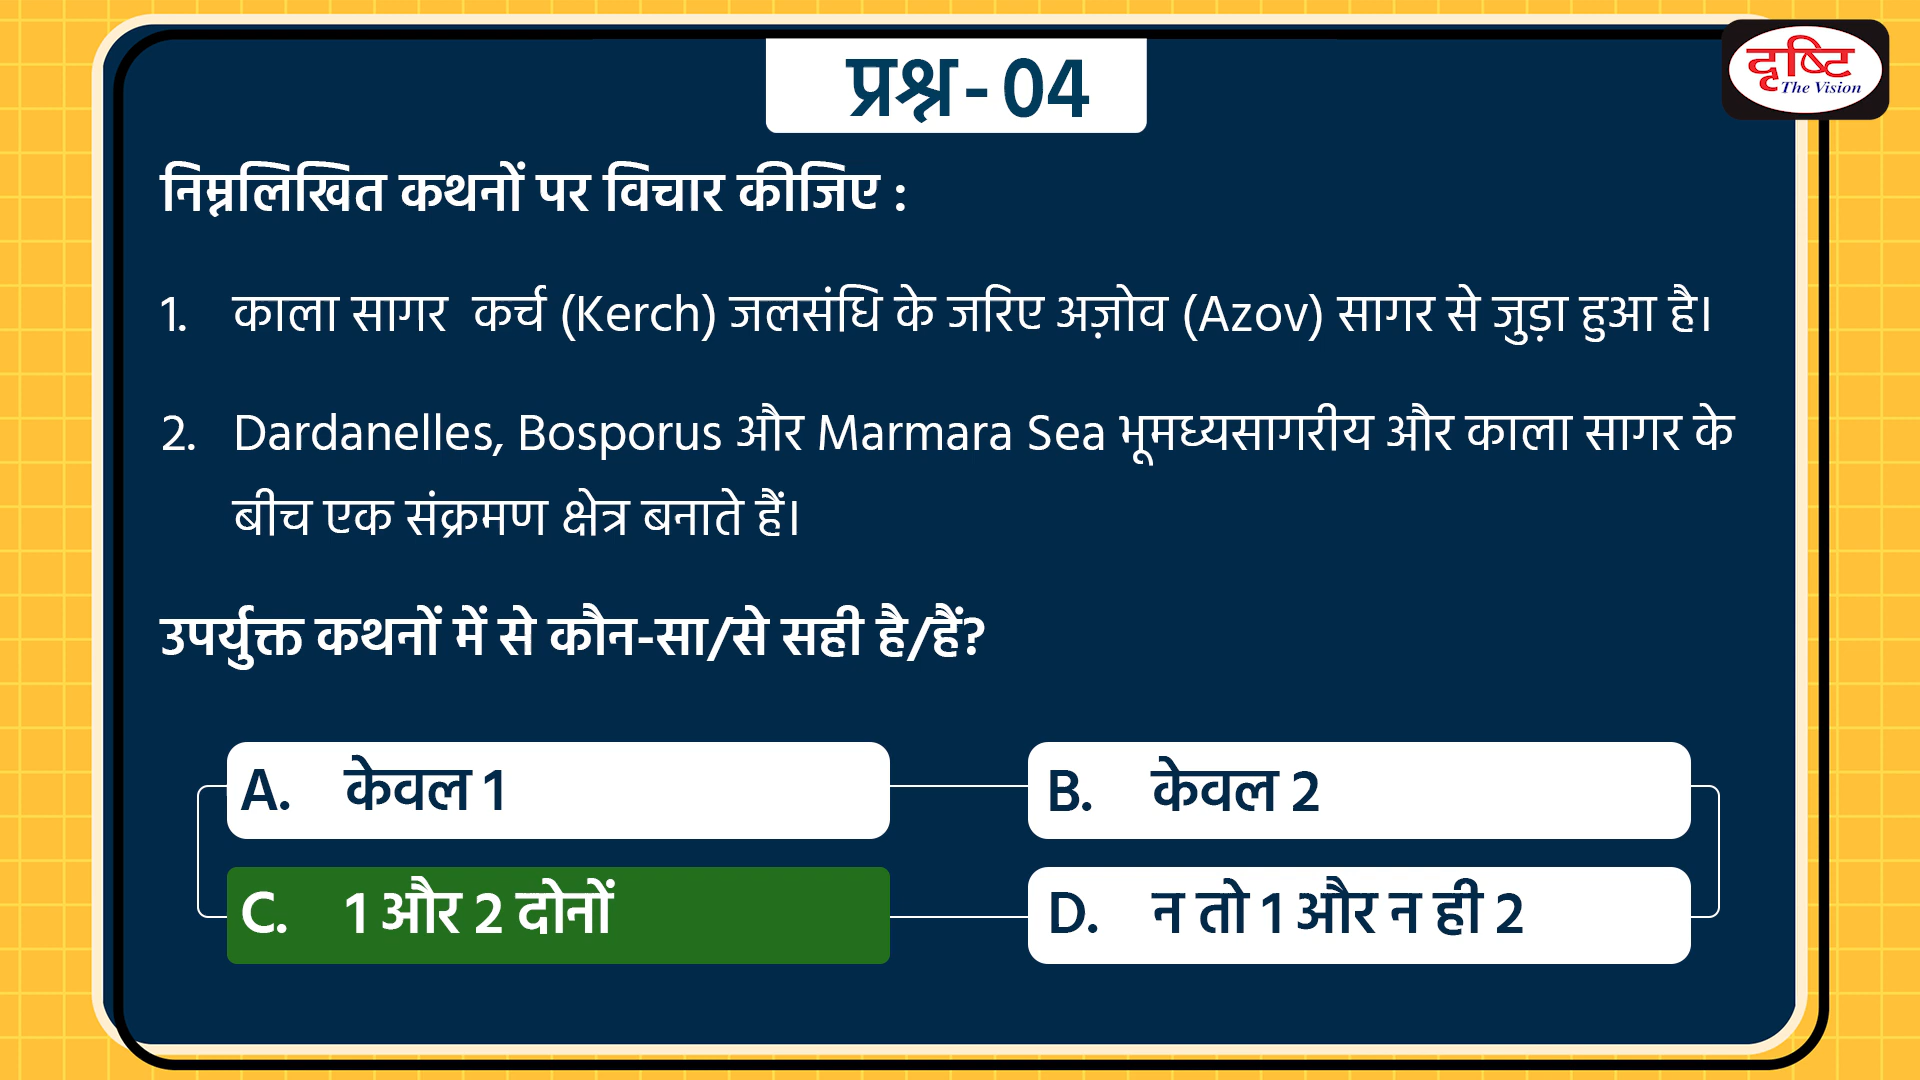 प्रश्न - 04
दृष्टि
The Vision
निम्नलिखित कथनों पर विचार कीजिए :
1. काला सागर कर्च (Kerch) जलसंधि के जरिए अज़ोव (Azov) सागर से जुड़ा हुआ है।
2. Dardanelles, Bosporus और Marmara Sea भूमध्यसागरीय और काला सागर के
बीच एक संक्रमण क्षेत्र बनाते हैं।
उपर्युक्त कथनों में से कौन-सा/से सही है/हैं?
A. केवल 1
B. केवल 2
C. 1 और 2 दोनों
D. न तो 1 और न ही 2